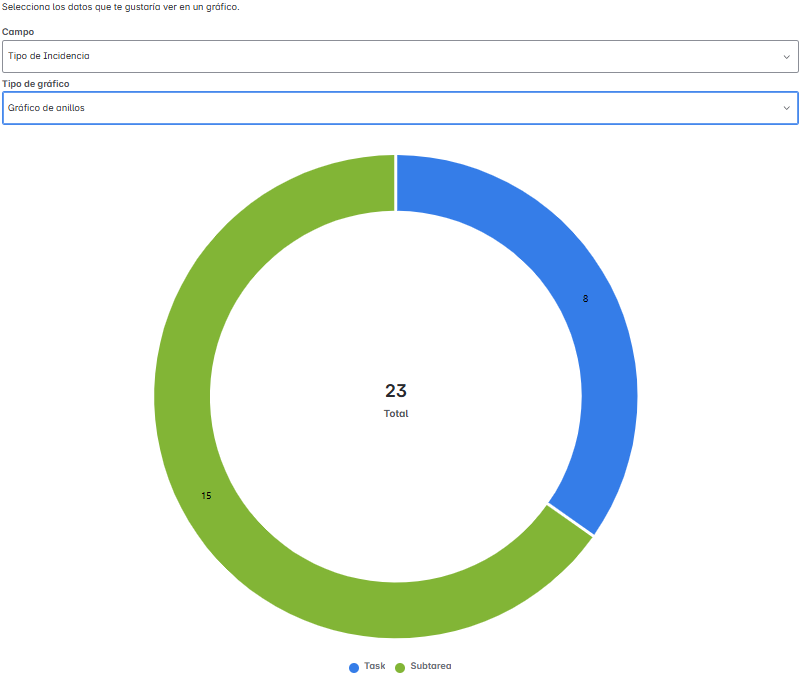 Selecciona los datos que te gustaría ver en un gráfico.
Campo
Tipo de Incidencia
Tipo de gráfico
Gráfico de anillos
8
23
Total
15
Task Subtarea